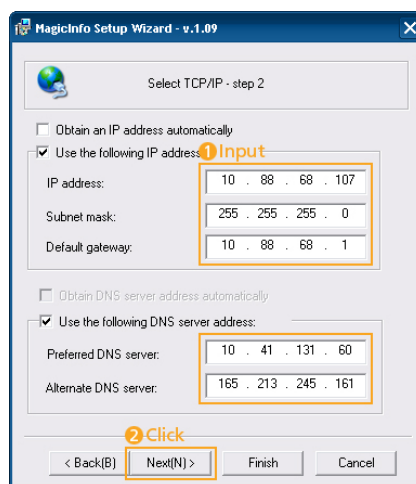 MagicInfo Setup Wizard - v.1.09
Select TCP/IP - step 2
Obtain an IP address automatically
Use the following IP address 1 Input
IP address: 10 . 88 . 68 . 107
Subnet mask: 255 . 255 . 255 . 0
Default gateway: 10 . 88 . 68 . 1
Obtain DNS server address automatically
Use the following DNS server address:
Preferred DNS server: 10 . 41 . 131 . 60
Alternate DNS server: 165 . 213 . 245 . 161
2 Click
< Back(B) Next(N) > Finish Cancel